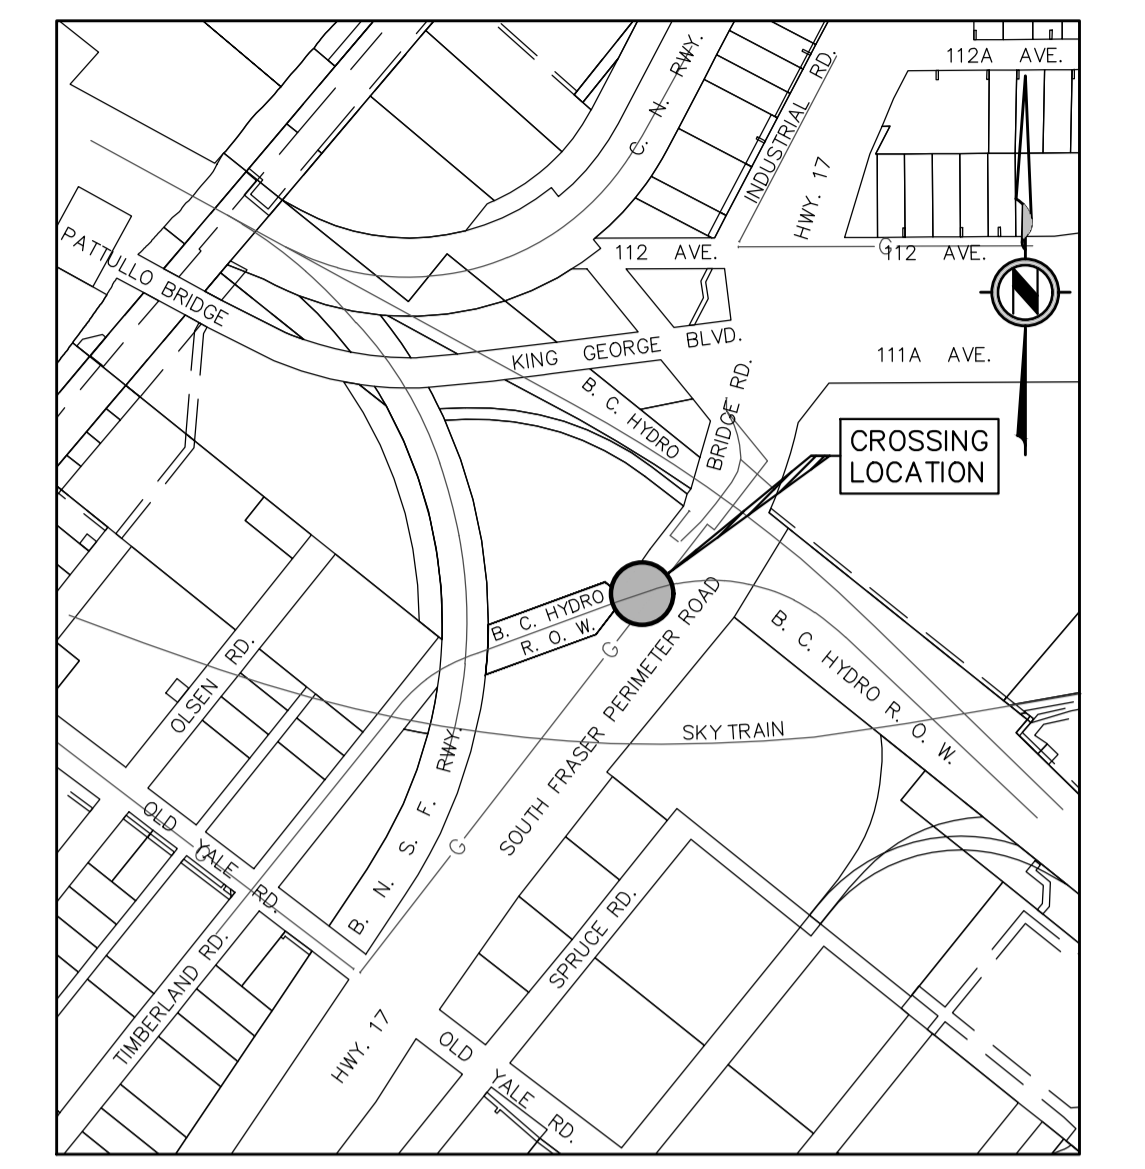 112A AVE.
C. N. RWY.
INDUSTRIAL RD.
HWY. 17
PATTULLO BRIDGE
112 AVE.
G
112 AVE.
N
KING GEORGE BLVD.
111A AVE.
B. C. HYDRO
BRIDGE RD.
CROSSING
LOCATION
B. C. HYDRO
R. O. W.
G
SOUTH FRASER PERIMETER ROAD
B. C. HYDRO R. O. W.
OLSEN RD.
SKY TRAIN
B. N. S. F. RWY.
G
OLD YALE RD.
G
SPRUCE RD.
TIMBERLAND RD.
HWY. 17
OLD YALE RD.